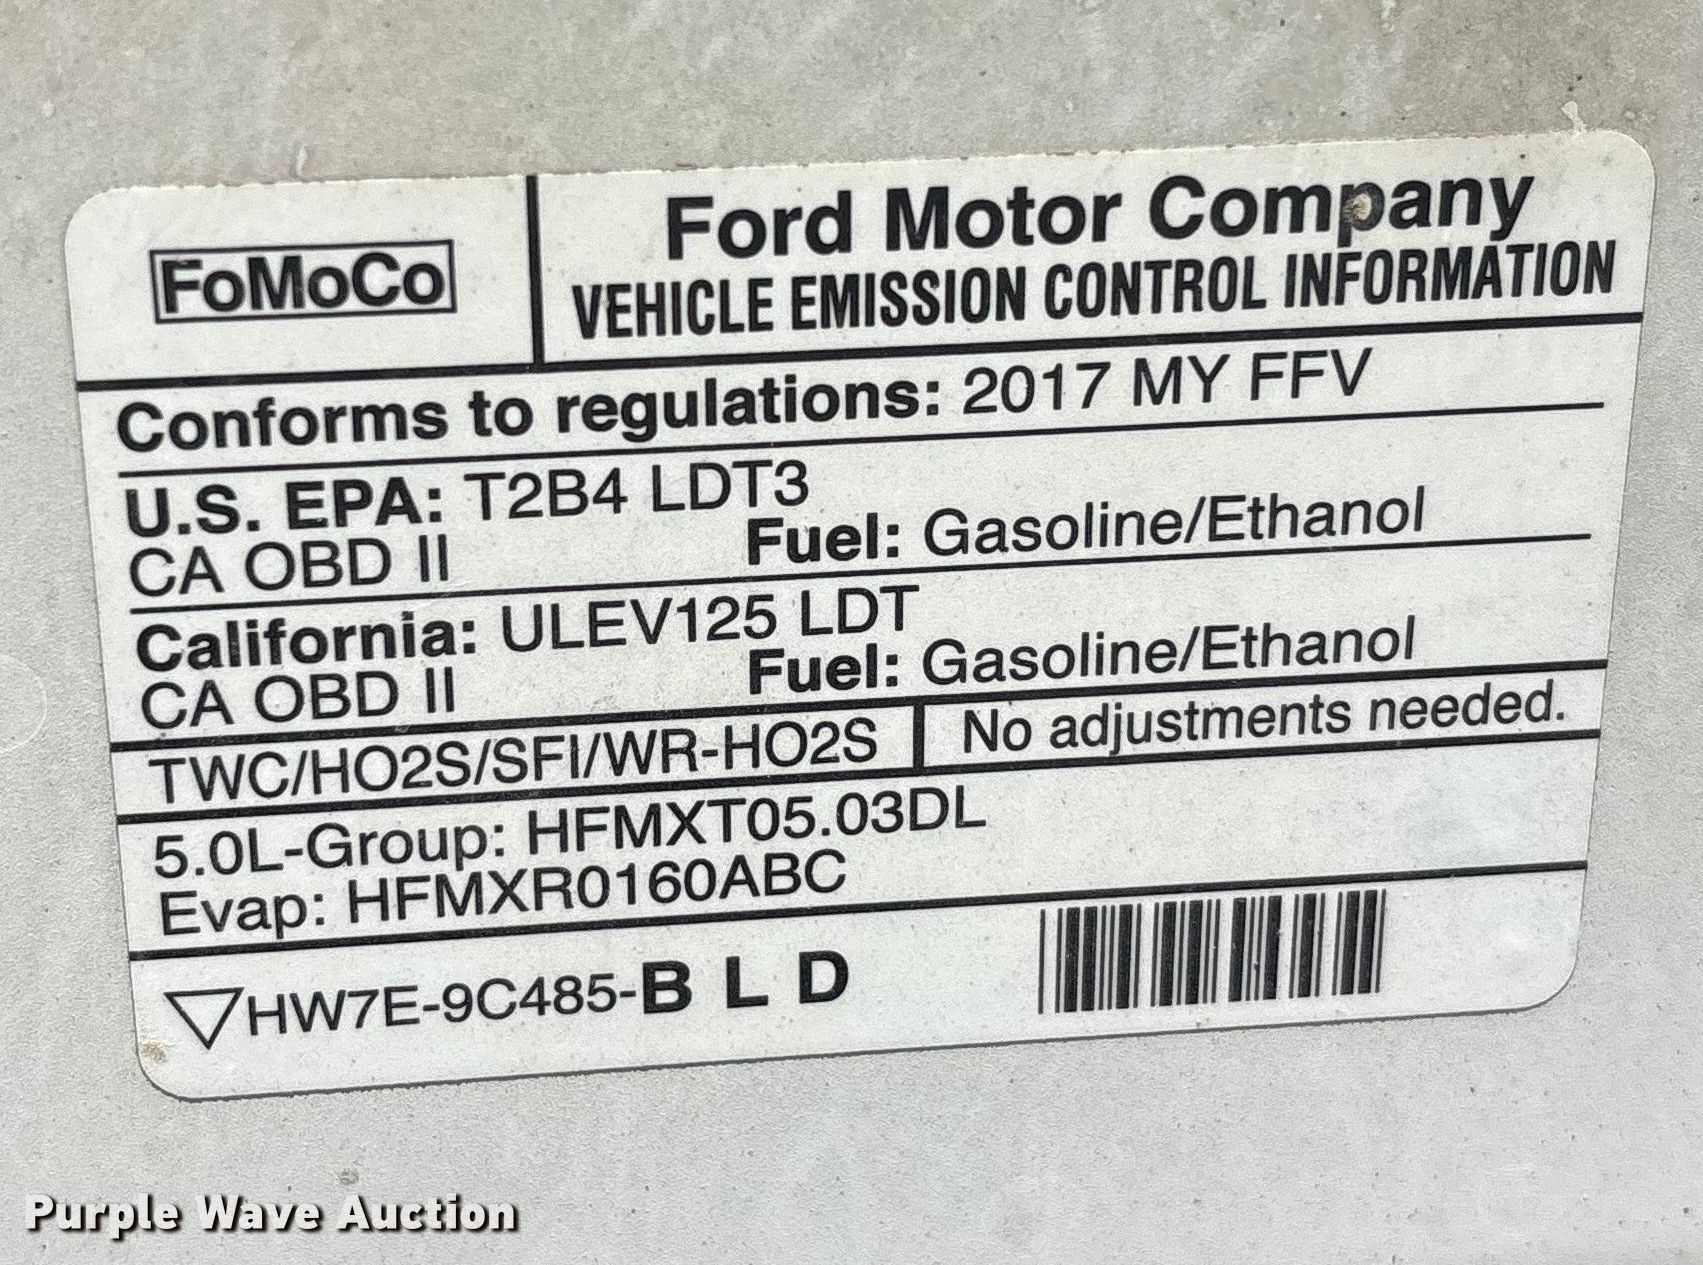 FoMoCo
Ford Motor Company
VEHICLE EMISSION CONTROL INFORMATION
Conforms to regulations: 2017 MY FFV
U.S. EPA: T2B4 LDT3
CA OBD II Fuel: Gasoline/Ethanol
California: ULEV125 LDT
CA OBD II Fuel: Gasoline/Ethanol
TWC/HO2S/SFI/WR-HO2S No adjustments needed.
5.0L-Group: HFMXT05.03DL
Evap: HFMXR0160ABC
HW7E-9C485-B L D
Purple Wave Auction